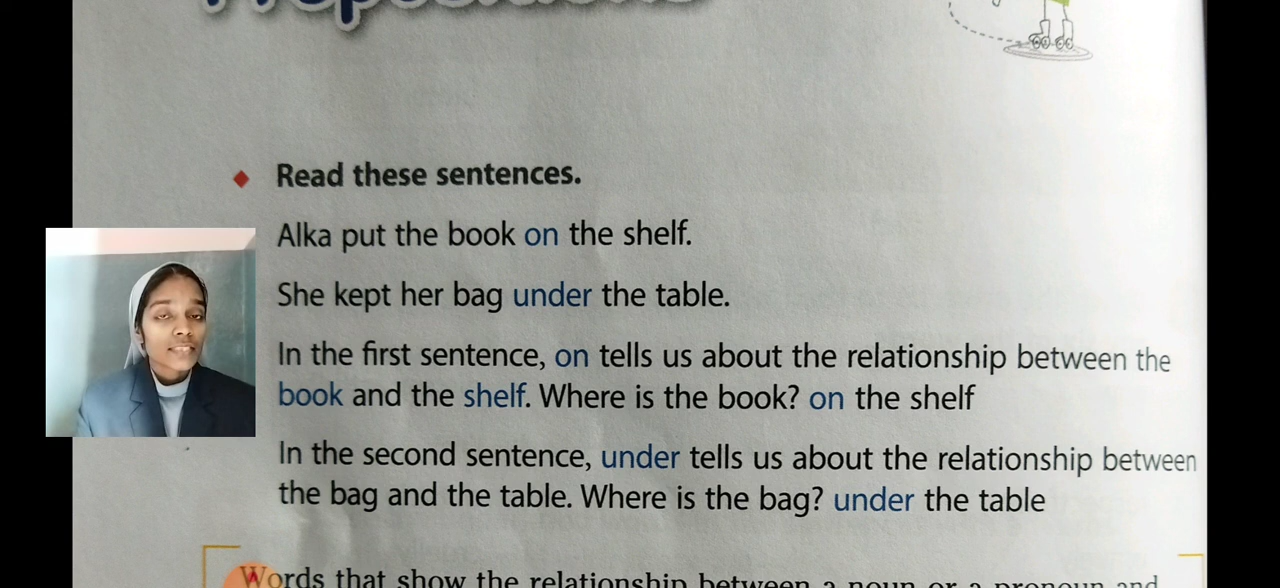 Prepositions
Read these sentences.
Alka put the book on the shelf.
She kept her bag under the table.
In the first sentence, on tells us about the relationship between the
book and the shelf. Where is the book? on the shelf
In the second sentence, under tells us about the relationship between
the bag and the table. Where is the bag? under the table
Words that show the relationship between a noun or a pronoun and